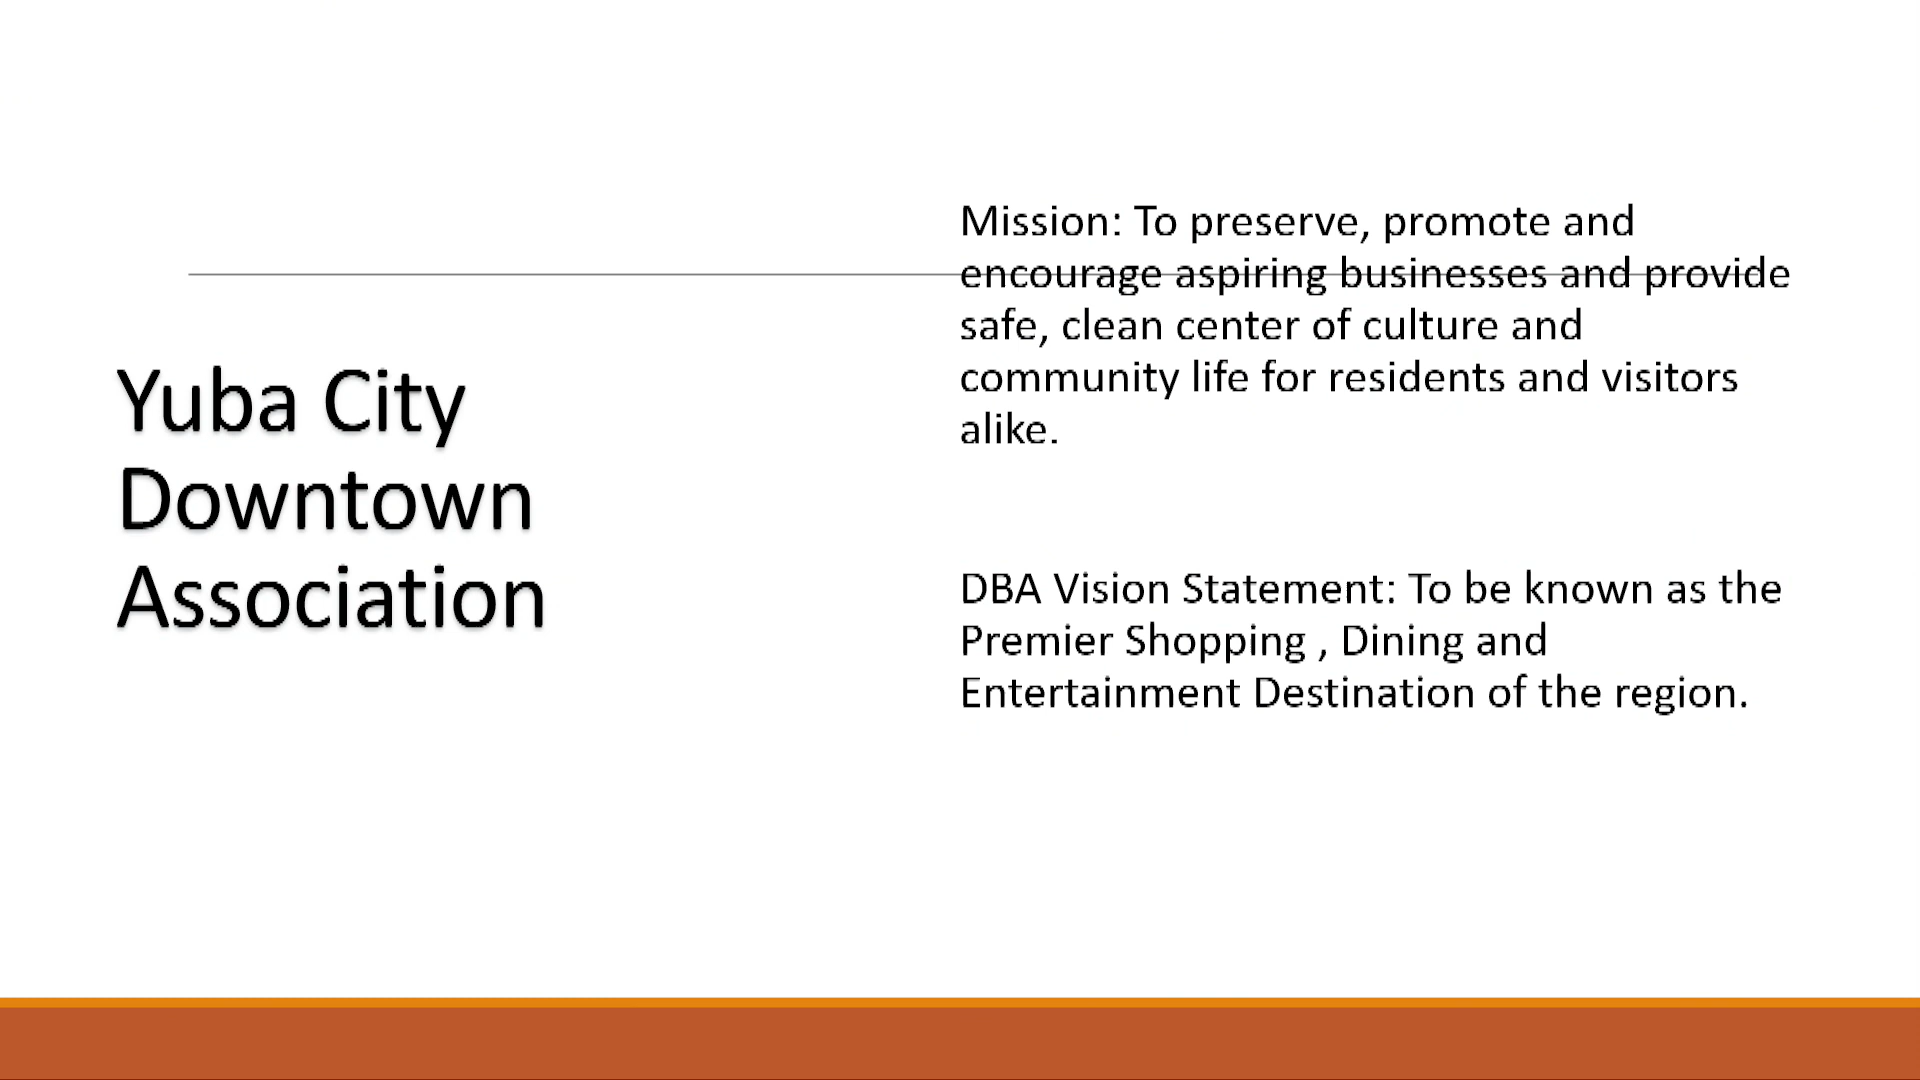 Yuba City
Downtown
Association
Mission: To preserve, promote and
encourage aspiring businesses and provide
safe, clean center of culture and
community life for residents and visitors
alike.
DBA Vision Statement: To be known as the
Premier Shopping , Dining and
Entertainment Destination of the region.